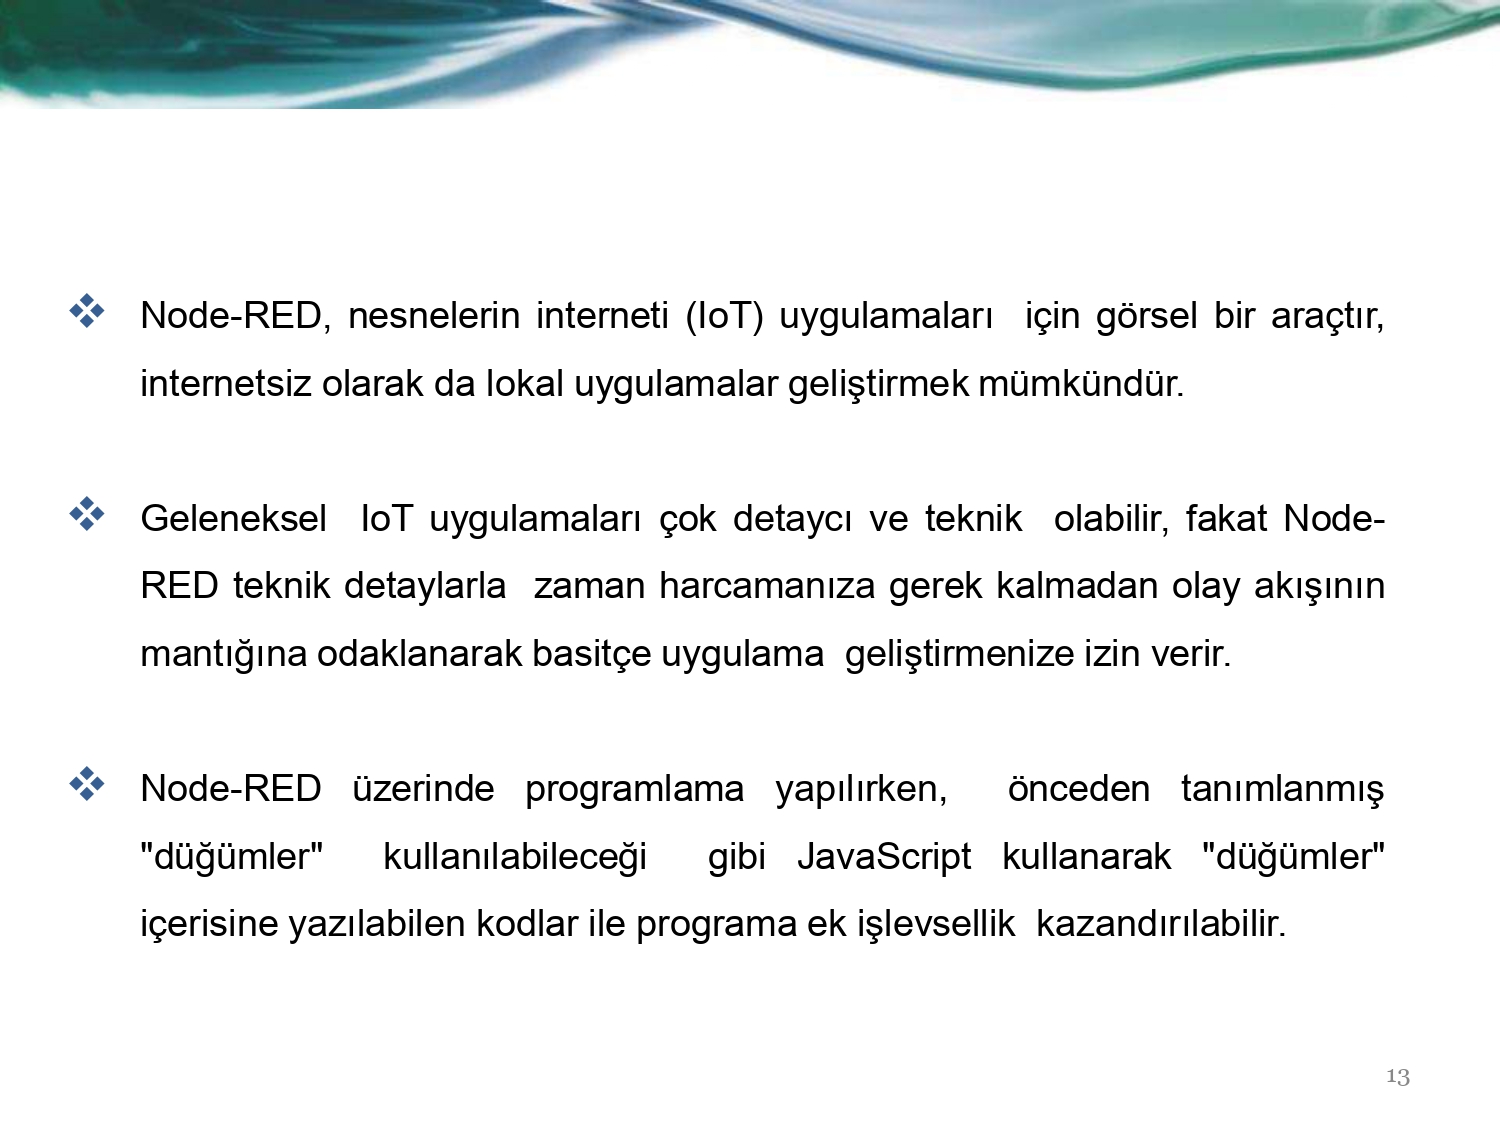 Node-RED, nesnelerin interneti (IoT) uygulamaları için görsel bir araçtır,
internetsiz olarak da lokal uygulamalar geliştirmek mümkündür.
Geleneksel IoT uygulamaları çok detaycı ve teknik olabilir, fakat Node-
RED teknik detaylarla zaman harcamanıza gerek kalmadan olay akışının
mantığına odaklanarak basitçe uygulama geliştirmenize izin verir.
Node-RED üzerinde programlama yapılırken, önceden tanımlanmış
"düğümler" kullanılabileceği gibi JavaScript kullanarak "düğümler"
içerisine yazılabilen kodlar ile programa ek işlevsellik kazandırılabilir.
13